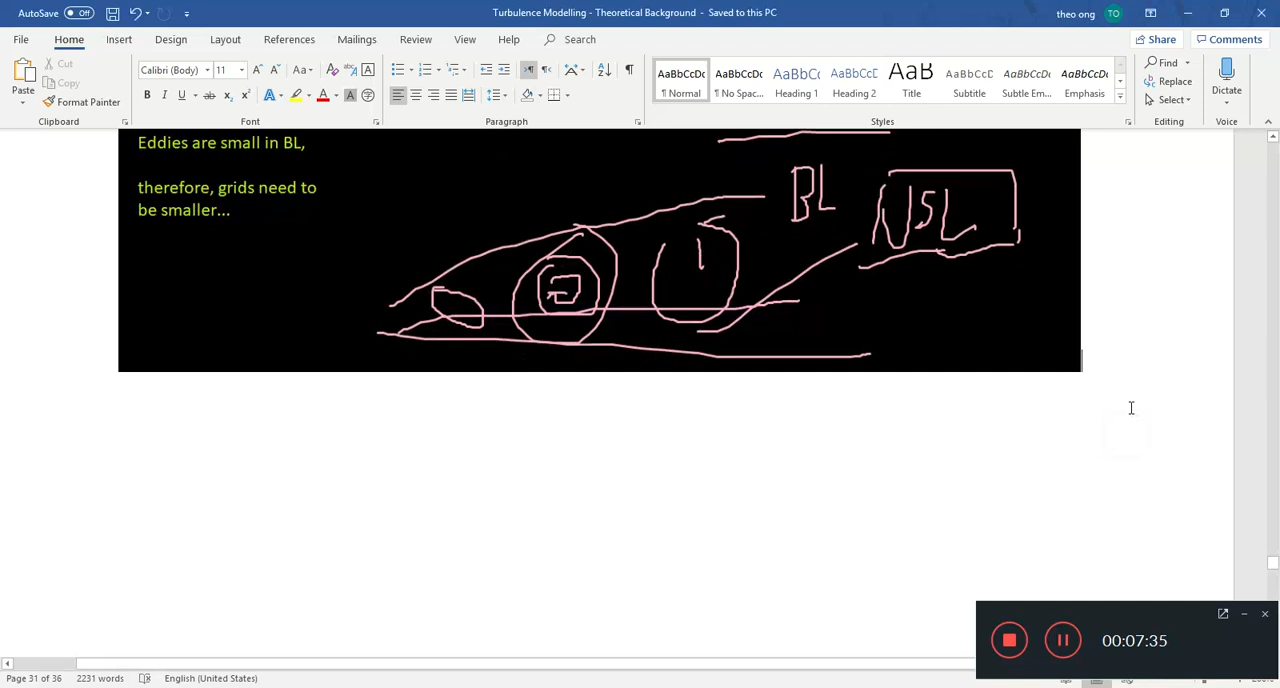 AutoSave Off
Turbulence Modelling - Theoretical Background - Saved to this PC
theo ong TO
File Home Insert Design Layout References Mailings Review View Help Search
Share Comments
Paste
Cut
Copy
Format Painter
Clipboard
Calibri (Body) 11
Font
Paragraph
AaBbCcDc AaBbCcDc AaBbC( AaBbCcD AaB AaBbCcD AaBbCcDc AaBbCcDc
¶ Normal ¶ No Spac... Heading 1 Heading 2 Title Subtitle Subtle Em... Emphasis
Styles
Find
Replace
Select
Editing
Dictate
Voice
Eddies are small in BL,
therefore, grids need to
be smaller...
BL
VSL
00:07:35
Page 31 of 36 2231 words English (United States)